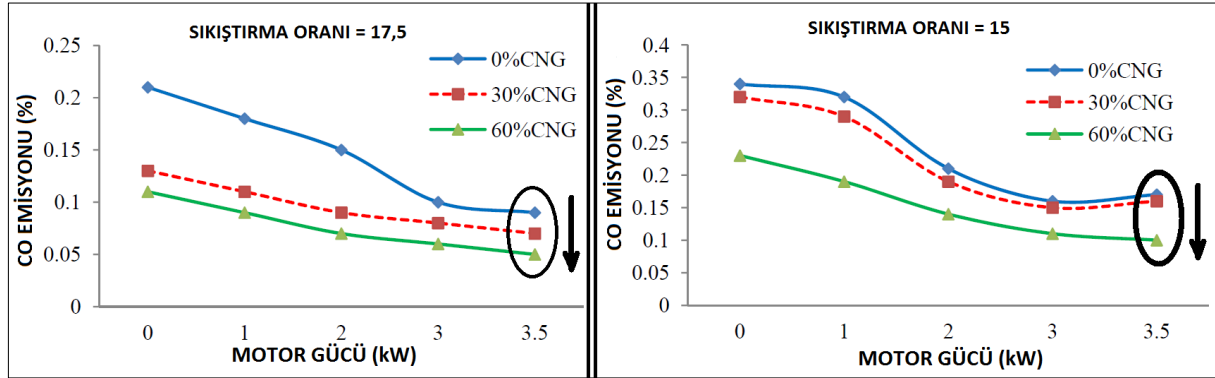 SIKIŞTIRMA ORANI = 17,5
0%CNG
30%CNG
60%CNG
CO EMİSYONU (%)
0.25
0.2
0.15
0.1
0.05
0
0 1 2 3 3.5
MOTOR GÜCÜ (kW)
SIKIŞTIRMA ORANI = 15
0%CNG
30%CNG
60%CNG
CO EMİSYONU (%)
0.4
0.35
0.3
0.25
0.2
0.15
0.1
0.05
0
0 1 2 3 3.5
MOTOR GÜCÜ (kW)